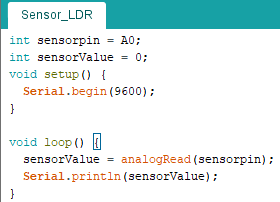 Sensor_LDR
int sensorpin = A0;
int sensorValue = 0;
void setup() {
  Serial.begin(9600);
}

void loop() {
  sensorValue = analogRead(sensorpin);
  Serial.println(sensorValue);
}